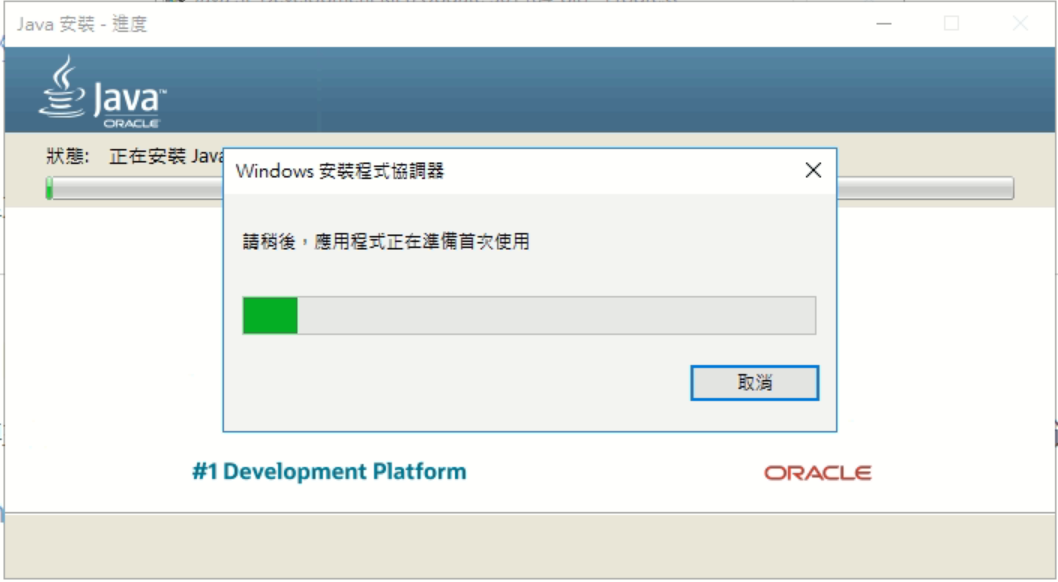 Java 安裝 - 進度
Java™
ORACLE
狀態: 正在安裝 Java
Windows 安裝程式協調器
請稍後，應用程式正在準備首次使用
取消
#1 Development Platform
ORACLE